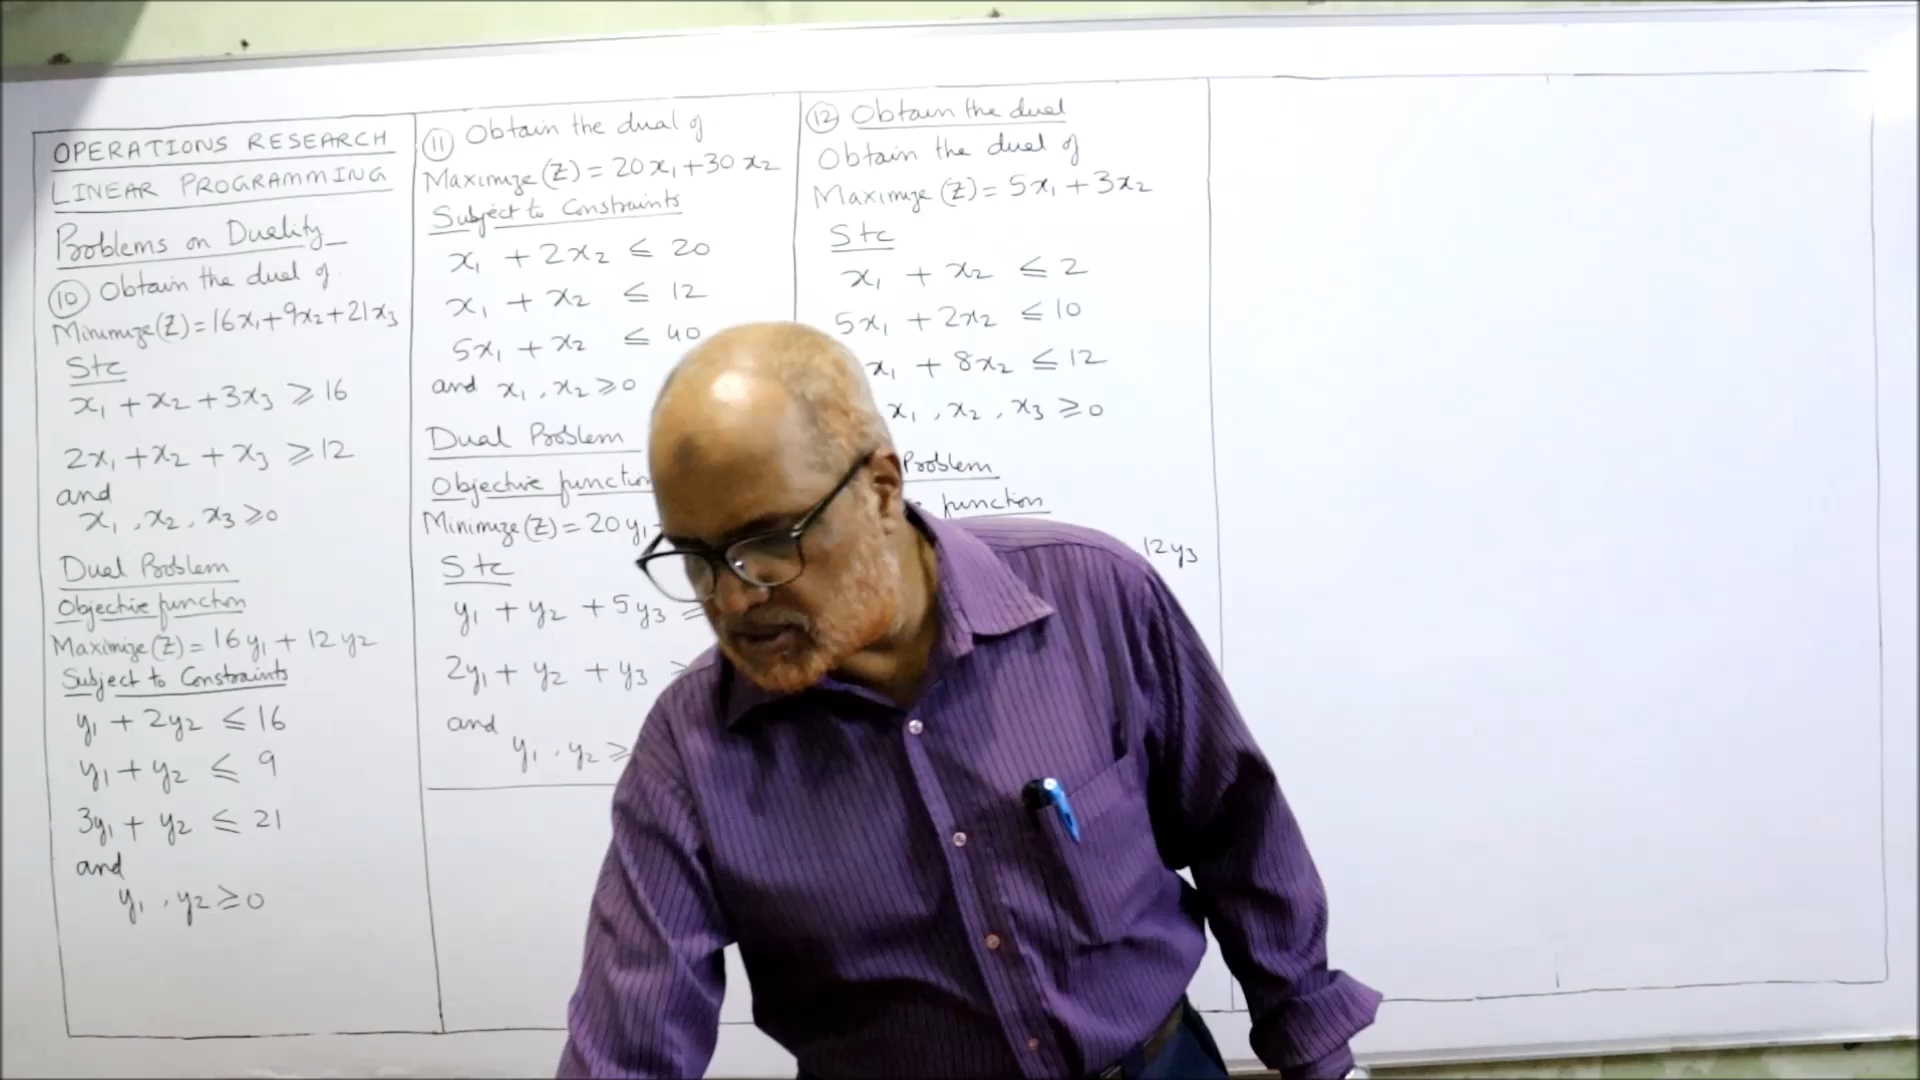 OPERATIONS RESEARCH
LINEAR PROGRAMMING
Problems on Duality
⑩ Obtain the dual of
Minimize(Z) = 16x₁ + 9x₂ + 21x₃
Stc
x₁ + x₂ + 3x₃ ≥ 16
2x₁ + x₂ + x₃ ≥ 12
and
x₁, x₂, x₃ ≥ 0
Dual Problem
Objective function
Maximize(Z) = 16y₁ + 12y₂
Subject to Constraints
y₁ + 2y₂ ≤ 16
y₁ + y₂ ≤ 9
3y₁ + y₂ ≤ 21
and
y₁, y₂ ≥ 0
⑪ Obtain the dual of
Maximize(Z) = 20x₁ + 30x₂
Subject to Constraints
x₁ + 2x₂ ≤ 20
x₁ + x₂ ≤ 12
5x₁ + x₂ ≤ 40
and x₁, x₂ ≥ 0
Dual Problem
Objective function
Minimize(Z) = 20y₁
Stc
y₁ + y₂ + 5y₃ ≥
2y₁ + y₂ + y₃ ≥
and
y₁, y₂ ≥
⑫ Obtain the dual
Obtain the dual of
Maximize(Z) = 5x₁ + 3x₂
Stc
x₁ + x₂ ≤ 2
5x₁ + 2x₂ ≤ 10
x₁ + 8x₂ ≤ 12
x₁, x₂, x₃ ≥ 0
Problem
function
12y₃